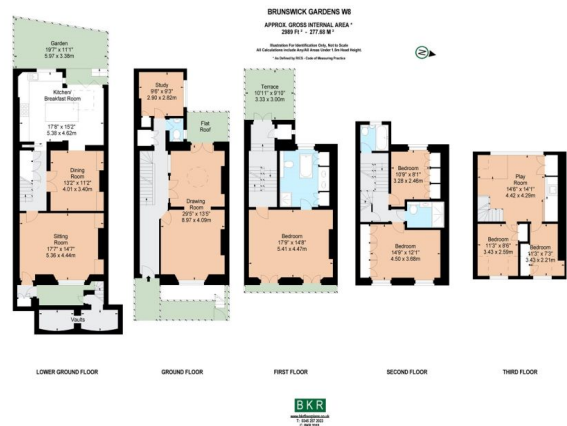 BRUNSWICK GARDENS W8
APPROX. GROSS INTERNAL AREA *
2989 Ft² - 277.68 M²
Illustration For Identification Only, Not to Scale
All Calculations Include Any/All Areas Under 1.5m Head Height
* As Defined by RICS - Code of Measuring Practice
N
Garden
19'7" x 11'1"
5.97 x 3.38m
Kitchen/
Breakfast Room
17'8" x 15'2"
5.38 x 4.62m
Dining
Room
13'2" x 11'2"
4.01 x 3.40m
Sitting
Room
17'7" x 14'7"
5.36 x 4.44m
Vaults
LOWER GROUND FLOOR
Study
9'6" x 9'3"
2.90 x 2.82m
Flat
Roof
Drawing
Room
29'5" x 13'5"
8.97 x 4.09m
GROUND FLOOR
Terrace
10'11" x 9'10"
3.33 x 3.00m
Bedroom
17'9" x 14'8"
5.41 x 4.47m
FIRST FLOOR
Bedroom
10'9" x 8'1"
3.28 x 2.46m
Bedroom
14'9" x 12'1"
4.50 x 3.68m
SECOND FLOOR
Play
Room
14'6" x 14'1"
4.42 x 4.29m
Bedroom
11'3" x 8'6"
3.43 x 2.59m
Bedroom
11'3" x 7'3"
3.43 x 2.21m
THIRD FLOOR
BKR